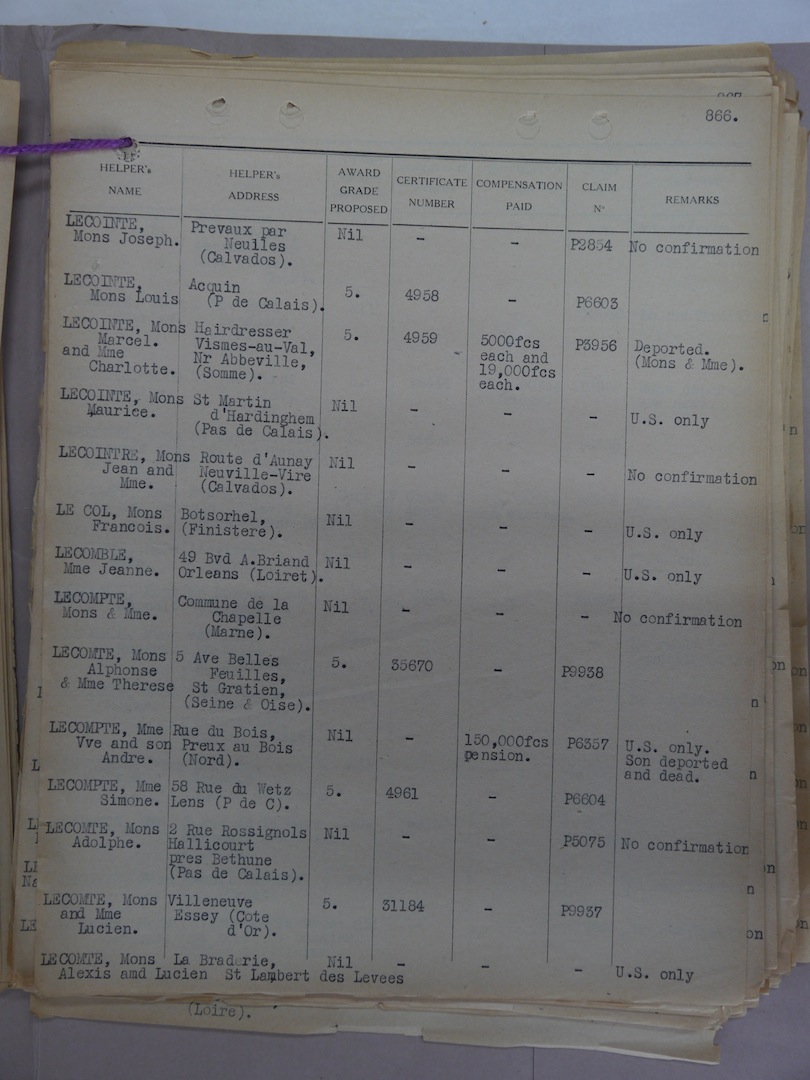 866.
HELPER's NAME HELPER's ADDRESS AWARD GRADE PROPOSED CERTIFICATE NUMBER COMPENSATION PAID CLAIM No REMARKS
LECOINTE, Prevaux par Nil - - P2854 No confirmation
Mons Joseph. Neuilles
(Calvados).
LECOINTE, Acquin 5. 4958 - P6603
Mons Louis (P de Calais).
LECOINTE, Mons Hairdresser 5. 4959 5000fcs P3956 Deported.
Marcel. Vismes-au-Val, each and (Mons & Mme).
and Mme Nr Abbeville, 19,000fcs
Charlotte. (Somme). each.
LECOINTE, Mons St Martin Nil - - - U.S. only
Maurice. d'Hardinghem
(Pas de Calais).
LECOINTRE, Mons Route d'Aunay Nil - - No confirmation
Jean and Neuville-Vire
Mme. (Calvados).
LE COL, Mons Botsorhel, Nil - - - U.S. only
Francois. (Finistere).
LECOMBLE, 49 Bvd A.Briand Nil - - - U.S. only
Mme Jeanne. Orleans (Loiret).
LECOMPTE, Commune de la Nil - - - No confirmation
Mons & Mme. Chapelle
(Marne).
LECOMTE, Mons 5 Ave Belles 5. 35670 - P9938
Alphonse Feuilles,
& Mme Therese St Gratien,
(Seine & Oise).
LECOMPTE, Mme Rue du Bois, Nil - 150,000fcs P6357 U.S. only.
Vve and son Preux au Bois pension. Son deported
Andre. (Nord). and dead.
LECOMPTE, Mme 58 Rue du Wetz 5. 4961 - P6604
Simone. Lens (P de C).
LECOMTE, Mons 2 Rue Rossignols Nil - - P5075 No confirmation
Adolphe. Hallicourt
pres Bethune
(Pas de Calais).
LECOMTE, Mons Villeneuve 5. 31184 - P9937
and Mme Essey (Cote
Lucien. d'Or).
LECOMTE, Mons La Braderie, Nil - - - U.S. only
Alexis amd Lucien St Lambert des Levees
(Loire).